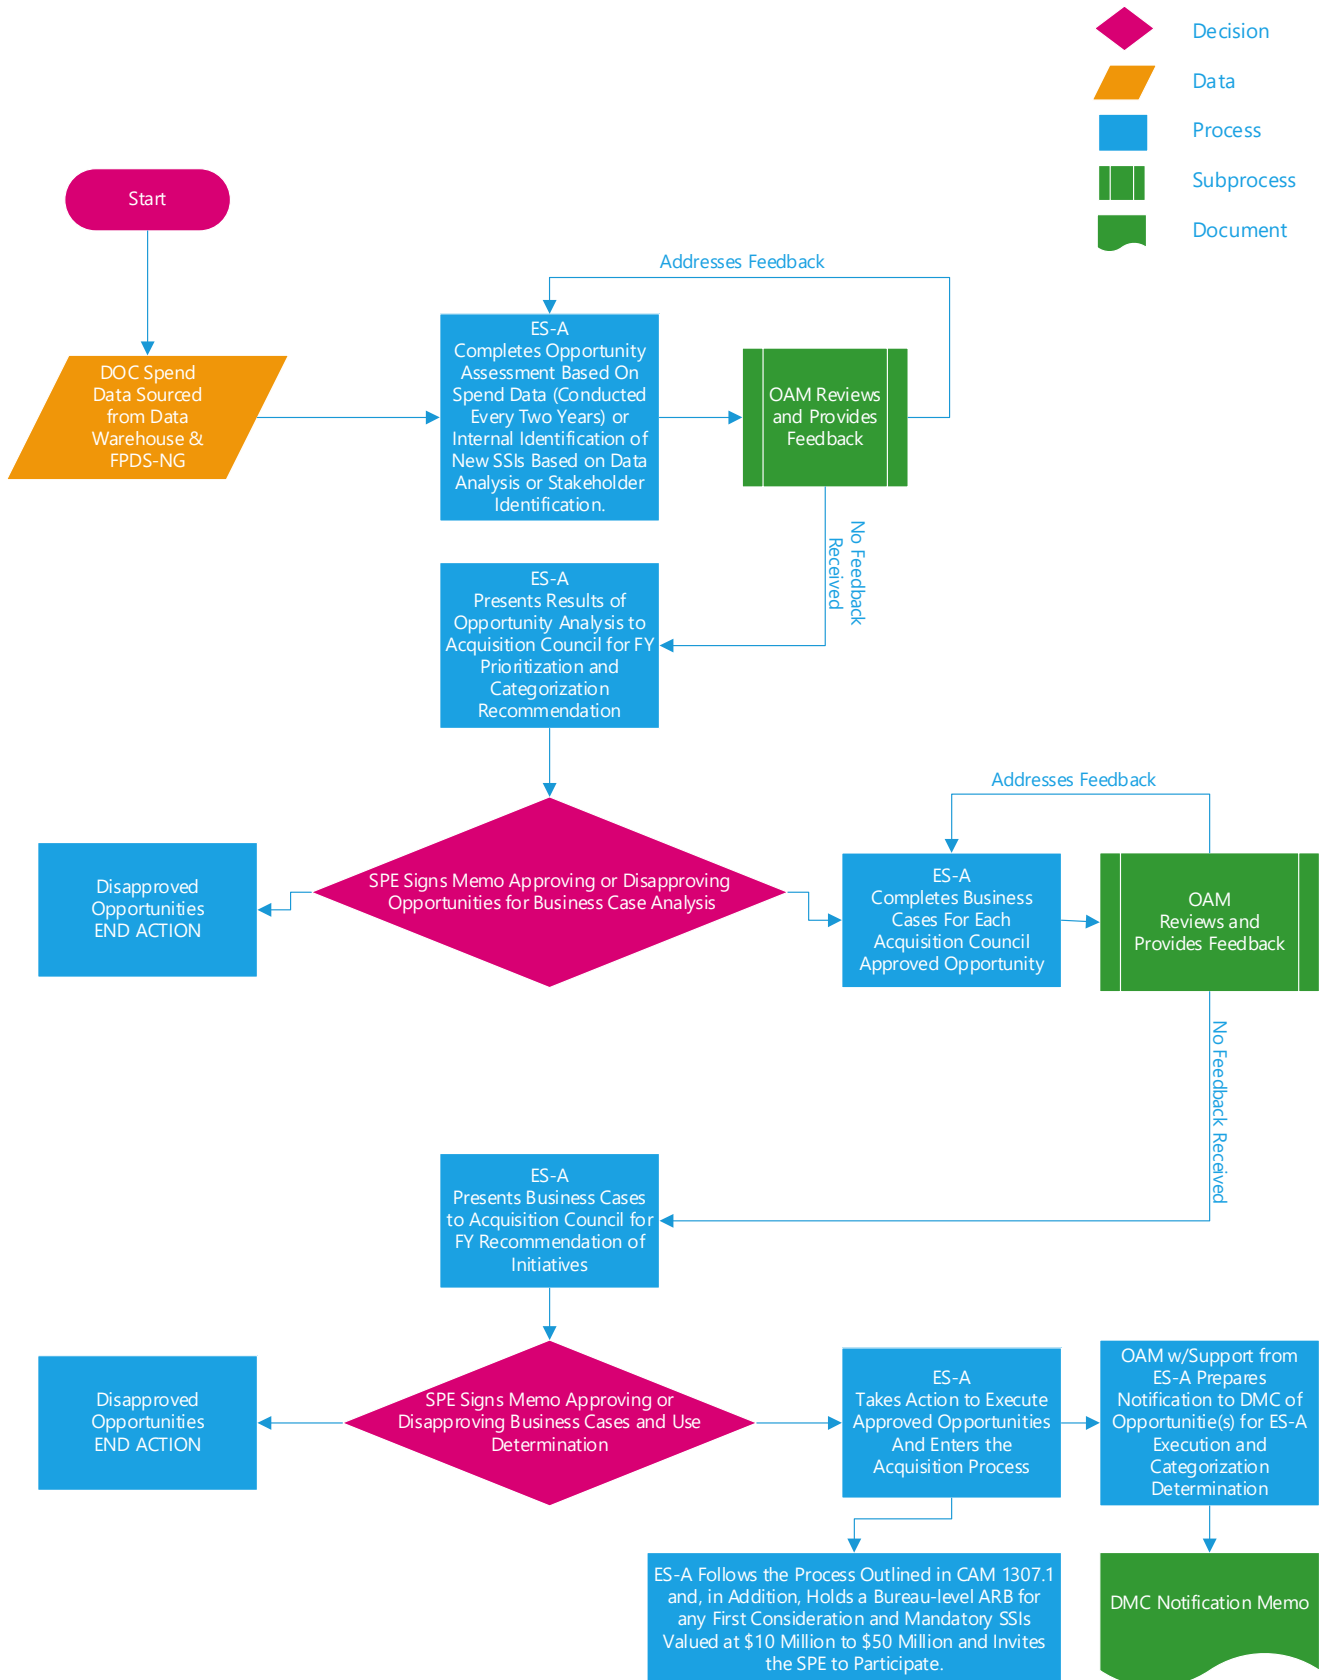 Decision
Data
Process
Subprocess
Document
Start
DOC Spend
Data Sourced
from Data
Warehouse &
FPDS-NG
Addresses Feedback
ES-A
Completes Opportunity
Assessment Based On
Spend Data (Conducted
Every Two Years) or
Internal Identification of
New SSIs Based on Data
Analysis or Stakeholder
Identification.
OAM Reviews
and Provides
Feedback
No Feedback
Received
ES-A
Presents Results of
Opportunity Analysis to
Acquisition Council for FY
Prioritization and
Categorization
Recommendation
SPE Signs Memo Approving or Disapproving
Opportunities for Business Case Analysis
Disapproved
Opportunities
END ACTION
Addresses Feedback
ES-A
Completes Business
Cases For Each
Acquisition Council
Approved Opportunity
OAM
Reviews and
Provides Feedback
No Feedback Received
ES-A
Presents Business Cases
to Acquisition Council for
FY Recommendation of
Initiatives
SPE Signs Memo Approving or
Disapproving Business Cases and Use
Determination
Disapproved
Opportunities
END ACTION
ES-A
Takes Action to Execute
Approved Opportunities
And Enters the
Acquisition Process
OAM w/Support from
ES-A Prepares
Notification to DMC of
Opportunitie(s) for ES-A
Execution and
Categorization
Determination
ES-A Follows the Process Outlined in CAM 1307.1
and, in Addition, Holds a Bureau-level ARB for
any First Consideration and Mandatory SSIs
Valued at $10 Million to $50 Million and Invites
the SPE to Participate.
DMC Notification Memo